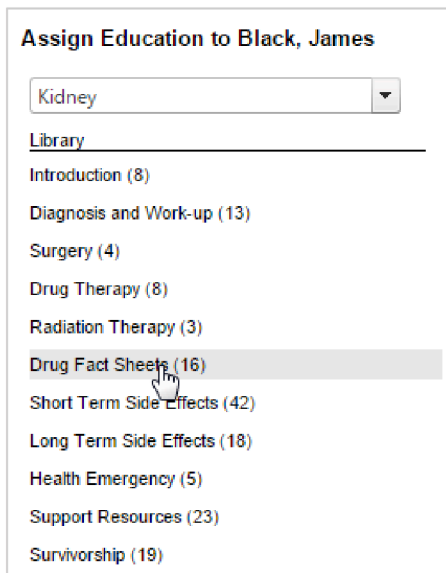 Assign Education to Black, James
Kidney
Library
Introduction (8)
Diagnosis and Work-up (13)
Surgery (4)
Drug Therapy (8)
Radiation Therapy (3)
Drug Fact Sheets (16)
Short Term Side Effects (42)
Long Term Side Effects (18)
Health Emergency (5)
Support Resources (23)
Survivorship (19)